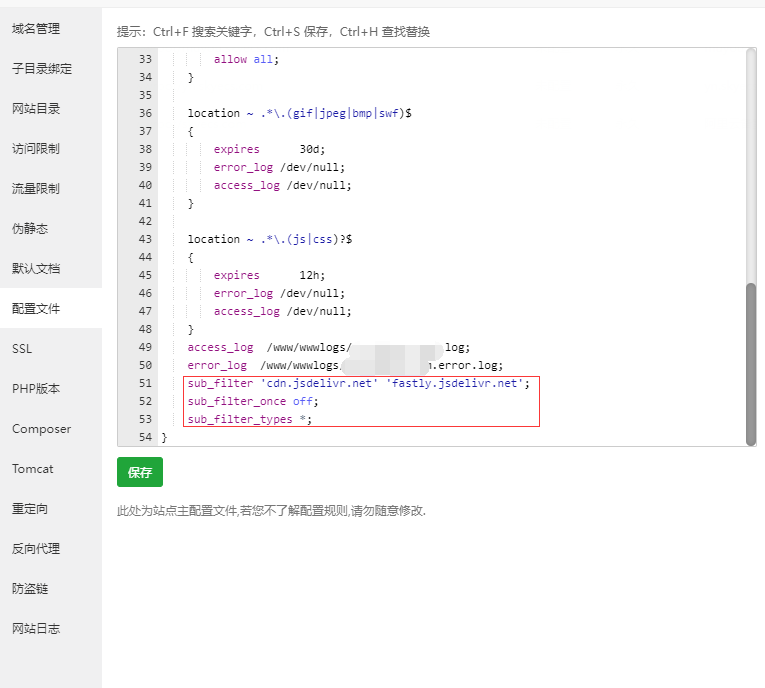 域名管理
子目录绑定
网站目录
访问限制
流量限制
伪静态
默认文档
配置文件
SSL
PHP版本
Composer
Tomcat
重定向
反向代理
防盗链
网站日志
提示：Ctrl+F 搜索关键字，Ctrl+S 保存，Ctrl+H 查找替换
33 allow all;
34 }
35
36 location ~ .*\.(gif|jpeg|bmp|swf)$
37 {
38 expires      30d;
39 error_log /dev/null;
40 access_log /dev/null;
41 }
42
43 location ~ .*\.(js|css)?$
44 {
45 expires      12h;
46 error_log /dev/null;
47 access_log /dev/null;
48 }
49 access_log  /www/wwwlogs/ log;
50 error_log  /www/wwwlogs/ .error.log;
51 sub_filter 'cdn.jsdelivr.net' 'fastly.jsdelivr.net';
52 sub_filter_once off;
53 sub_filter_types *;
54 }
保存
此处为站点主配置文件,若您不了解配置规则,请勿随意修改.